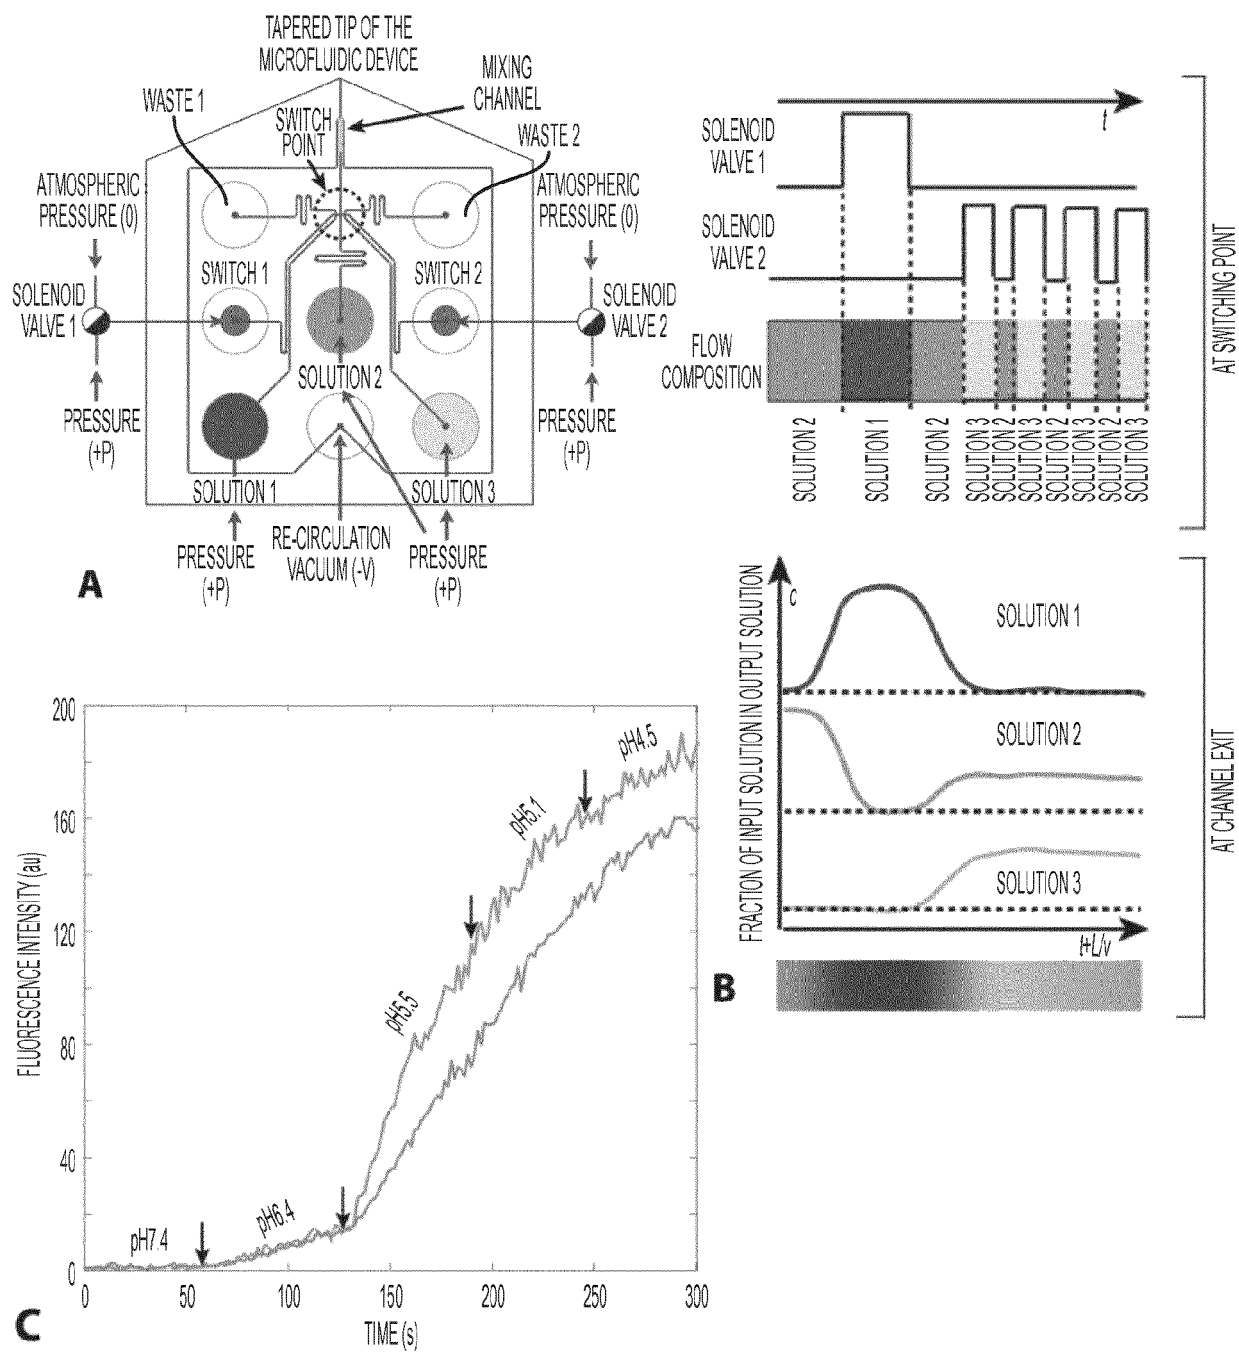 TAPERED TIP OF THE
MICROFLUIDIC DEVICE
WASTE 1
SWITCH
POINT
MIXING
CHANNEL
WASTE 2
ATMOSPHERIC
PRESSURE (0)
ATMOSPHERIC
PRESSURE (0)
SWITCH 1
SWITCH 2
SOLENOID
VALVE 1
SOLENOID
VALVE 2
SOLUTION 2
PRESSURE
(+P)
PRESSURE
(+P)
SOLUTION 1
SOLUTION 3
PRESSURE
(+P)
RE-CIRCULATION
VACUUM (-V)
PRESSURE
(+P)
A
t
SOLENOID
VALVE 1
SOLENOID
VALVE 2
FLOW
COMPOSITION
SOLUTION 2
SOLUTION 1
SOLUTION 2
SOLUTION 3
SOLUTION 2
SOLUTION 3
SOLUTION 2
SOLUTION 3
SOLUTION 2
SOLUTION 3
AT SWITCHING POINT
FRACTION OF INPUT SOLUTION IN OUTPUT SOLUTION
c
SOLUTION 1
SOLUTION 2
SOLUTION 3
t+L/v
AT CHANNEL EXIT
B
FLUORESCENCE INTENSITY (au)
200
160
120
80
40
0
pH7.4
pH6.4
pH5.5
pH5.1
pH4.5
0
50
100
150
200
250
300
TIME (s)
C